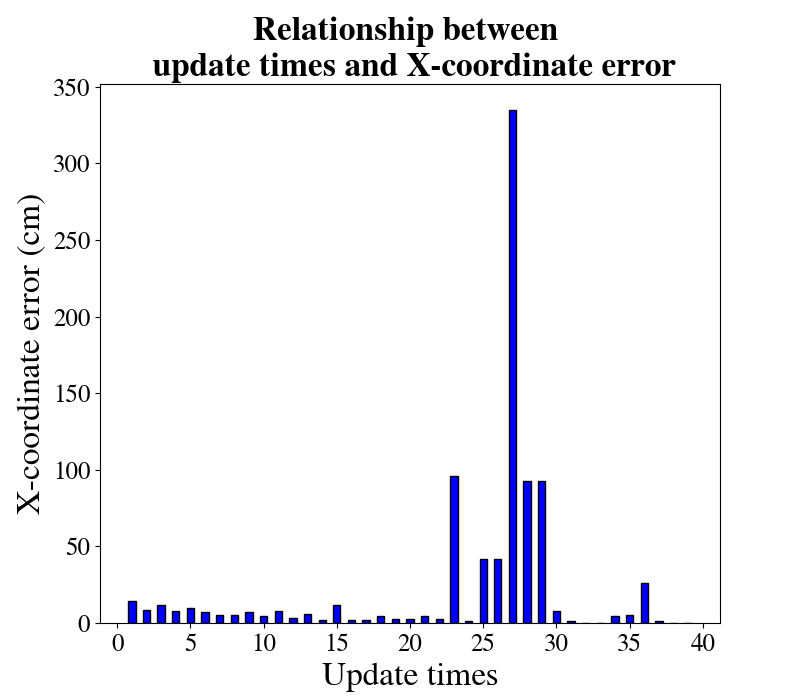 Relationship between
update times and X-coordinate error
350
300
250
200
150
100
50
0
X-coordinate error (cm)
0 5 10 15 20 25 30 35 40
Update times